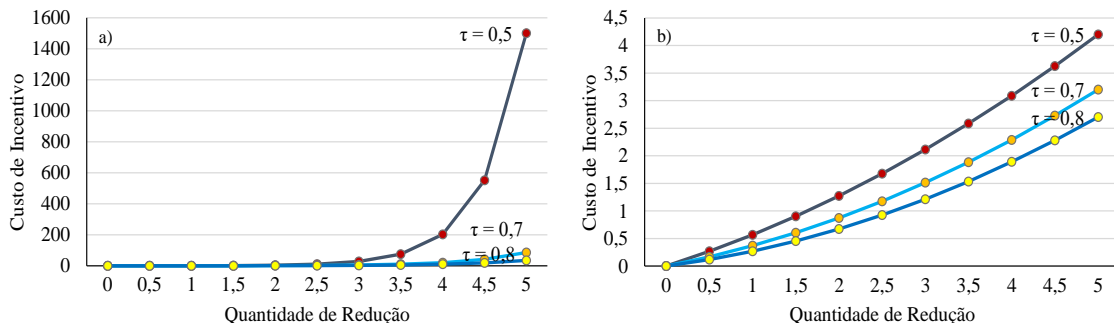 a)
Custo de Incentivo
1600
1400
1200
1000
800
600
400
200
0
τ = 0,5
τ = 0,7
τ = 0,8
0 0,5 1 1,5 2 2,5 3 3,5 4 4,5 5
Quantidade de Redução
b)
Custo de Incentivo
4,5
4
3,5
3
2,5
2
1,5
1
0,5
0
τ = 0,5
τ = 0,7
τ = 0,8
0 0,5 1 1,5 2 2,5 3 3,5 4 4,5 5
Quantidade de Redução